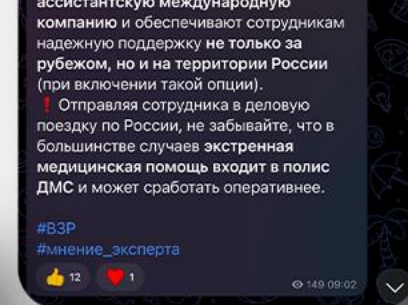 ассистантскую международную
компанию и обеспечивают сотрудникам
надежную поддержку не только за
рубежом, но и на территории России
(при включении такой опции).
❗ Отправляя сотрудника в деловую
поездку по России, не забывайте, что в
большинстве случаев экстренная
медицинская помощь входит в полис
ДМС и может сработать оперативнее.
#ВЗР
#мнение_эксперта
👍 12 ❤️ 1
149 09:02